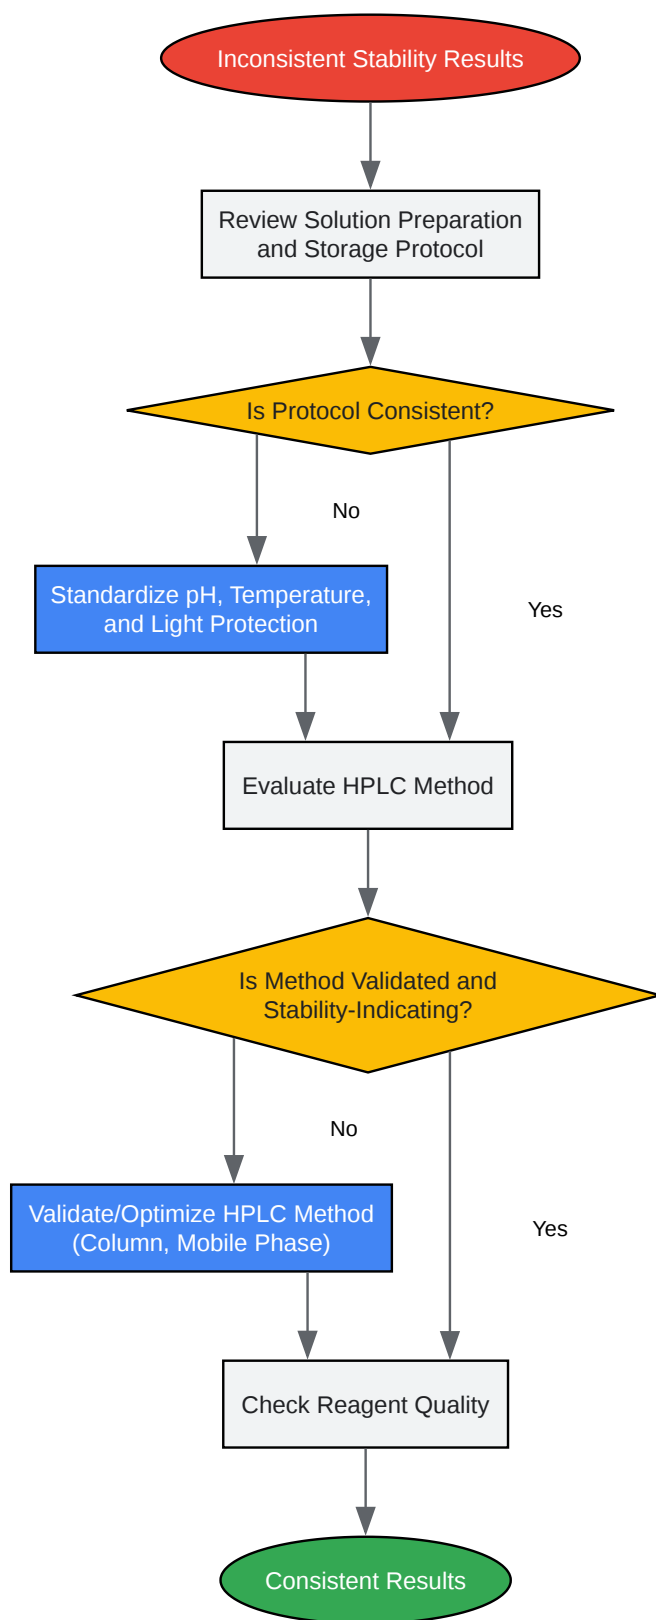 Inconsistent Stability Results
Review Solution Preparation
and Storage Protocol
Is Protocol Consistent?
No
Standardize pH, Temperature,
and Light Protection
Yes
Evaluate HPLC Method
Is Method Validated and
Stability-Indicating?
No
Validate/Optimize HPLC Method
(Column, Mobile Phase)
Yes
Check Reagent Quality
Consistent Results